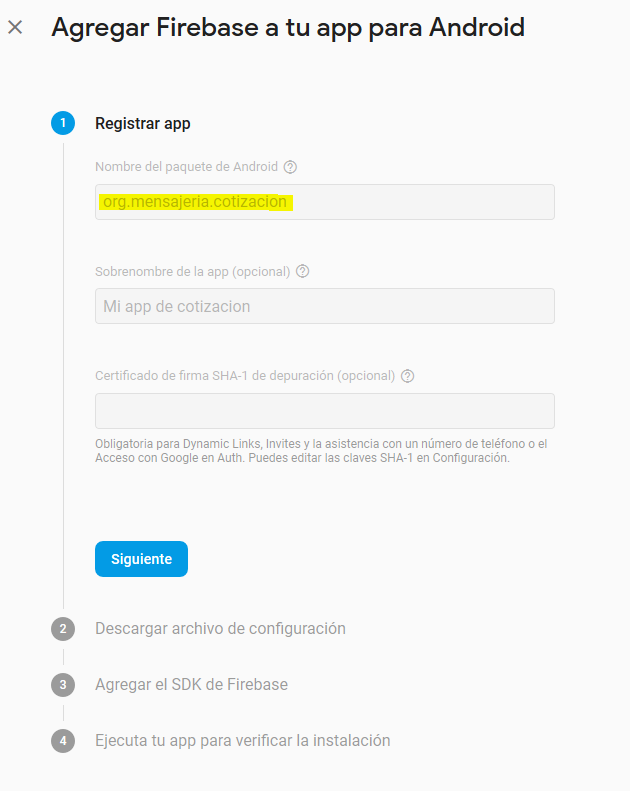 Agregar Firebase a tu app para Android
1 Registrar app
Nombre del paquete de Android ?
org.mensajeria.cotizacion
Sobrenombre de la app (opcional) ?
Mi app de cotizacion
Certificado de firma SHA-1 de depuración (opcional) ?
Obligatoria para Dynamic Links, Invites y la asistencia con un número de teléfono o el
Acceso con Google en Auth. Puedes editar las claves SHA-1 en Configuración.
Siguiente
2 Descargar archivo de configuración
3 Agregar el SDK de Firebase
4 Ejecuta tu app para verificar la instalación